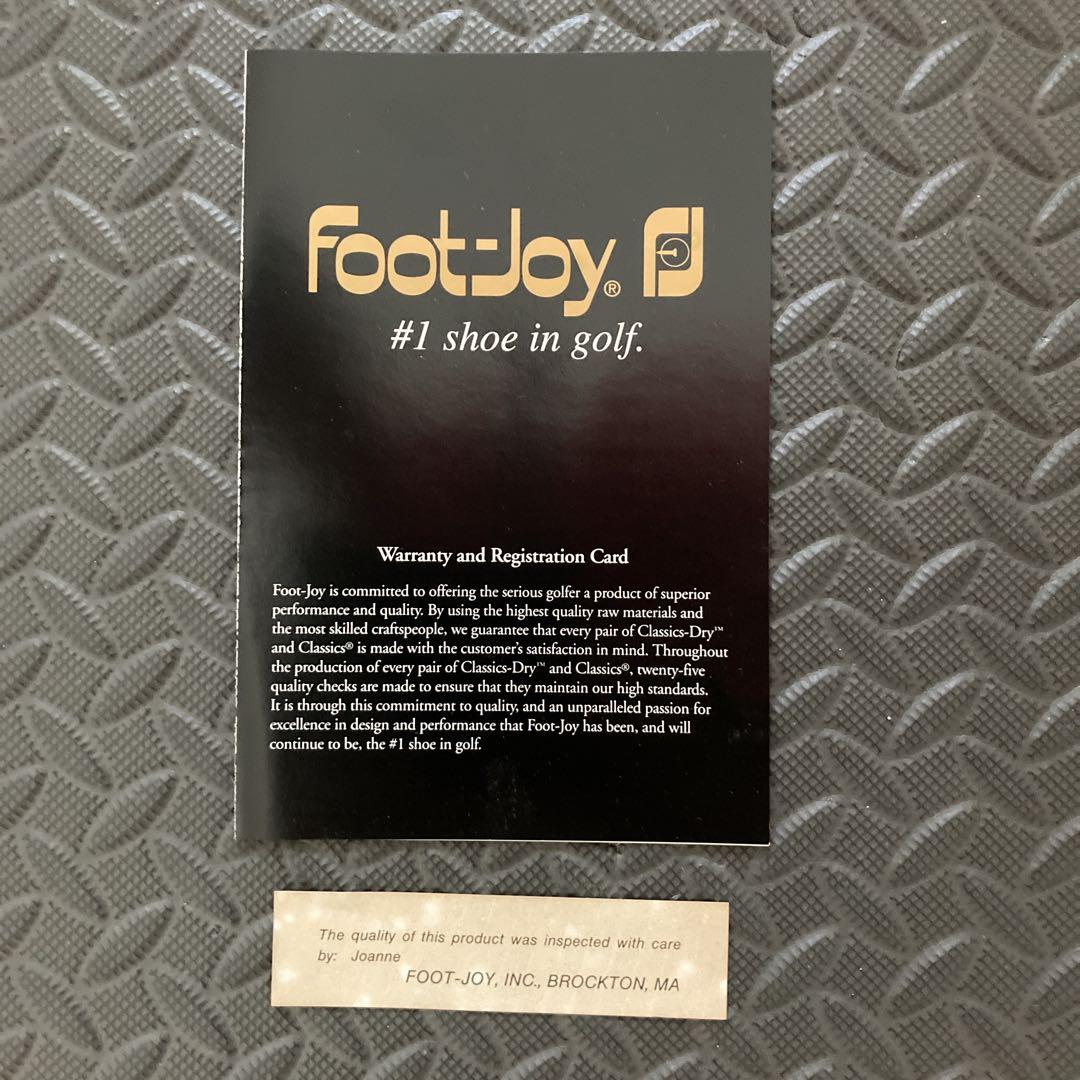 Foot-Joy® FJ
#1 shoe in golf.
Warranty and Registration Card
Foot-Joy is committed to offering the serious golfer a product of superior
performance and quality. By using the highest quality raw materials and
the most skilled craftspeople, we guarantee that every pair of Classics-Dry™
and Classics® is made with the customer's satisfaction in mind. Throughout
the production of every pair of Classics-Dry™ and Classics®, twenty-five
quality checks are made to ensure that they maintain our high standards.
It is through this commitment to quality, and an unparalleled passion for
excellence in design and performance that Foot-Joy has been, and will
continue to be, the #1 shoe in golf.
The quality of this product was inspected with care
by: Joanne
FOOT-JOY, INC., BROCKTON, MA